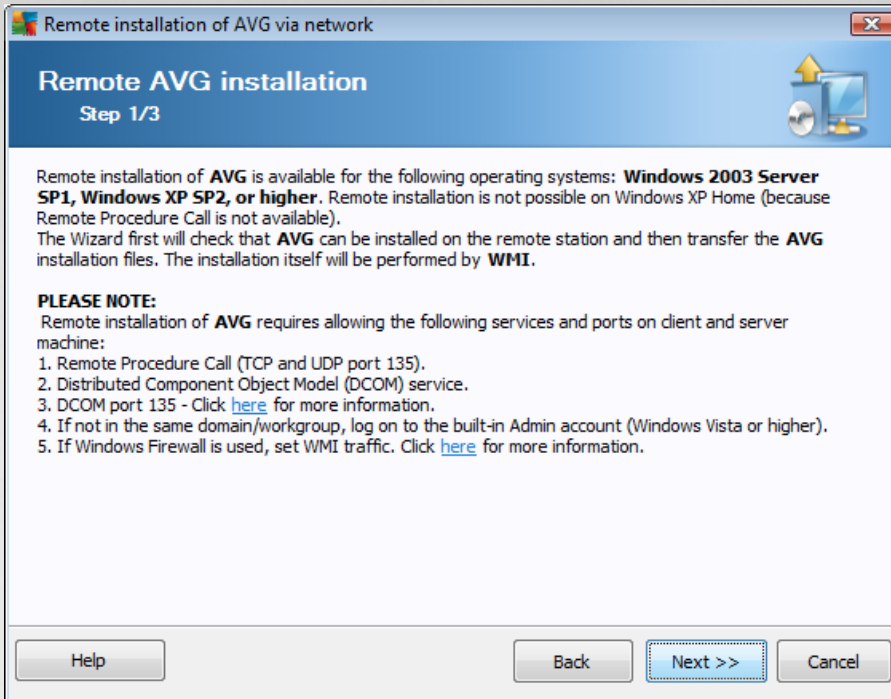 Remote installation of AVG via network
Remote AVG installation
Step 1/3
Remote installation of AVG is available for the following operating systems: Windows 2003 Server
SP1, Windows XP SP2, or higher. Remote installation is not possible on Windows XP Home (because
Remote Procedure Call is not available).
The Wizard first will check that AVG can be installed on the remote station and then transfer the AVG
installation files. The installation itself will be performed by WMI.
PLEASE NOTE:
Remote installation of AVG requires allowing the following services and ports on client and server
machine:
1. Remote Procedure Call (TCP and UDP port 135).
2. Distributed Component Object Model (DCOM) service.
3. DCOM port 135 - Click here for more information.
4. If not in the same domain/workgroup, log on to the built-in Admin account (Windows Vista or higher).
5. If Windows Firewall is used, set WMI traffic. Click here for more information.
Help
Back
Next >>
Cancel